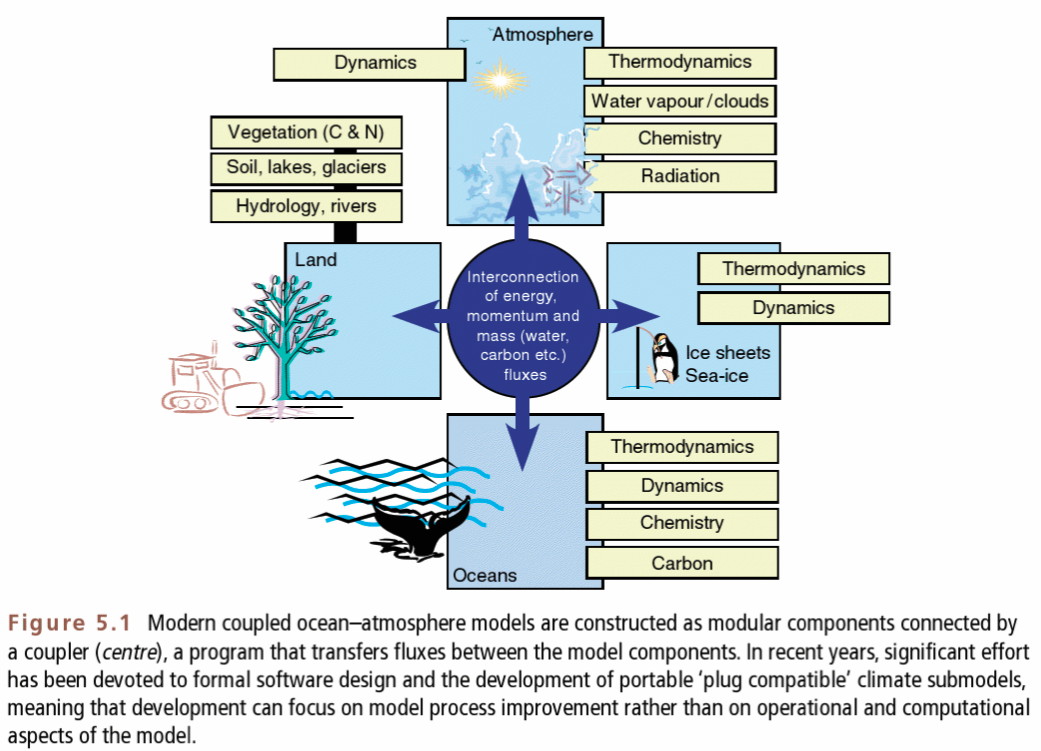 Atmosphere
Dynamics
Thermodynamics
Water vapour/clouds
Chemistry
Radiation
Vegetation (C & N)
Soil, lakes, glaciers
Hydrology, rivers
Land
Interconnection
of energy,
momentum and
mass (water,
carbon etc.)
fluxes
Thermodynamics
Dynamics
Ice sheets
Sea-ice
Thermodynamics
Dynamics
Chemistry
Carbon
Oceans
Figure 5.1 Modern coupled ocean–atmosphere models are constructed as modular components connected by
a coupler (centre), a program that transfers fluxes between the model components. In recent years, significant effort
has been devoted to formal software design and the development of portable ‘plug compatible’ climate submodels,
meaning that development can focus on model process improvement rather than on operational and computational
aspects of the model.